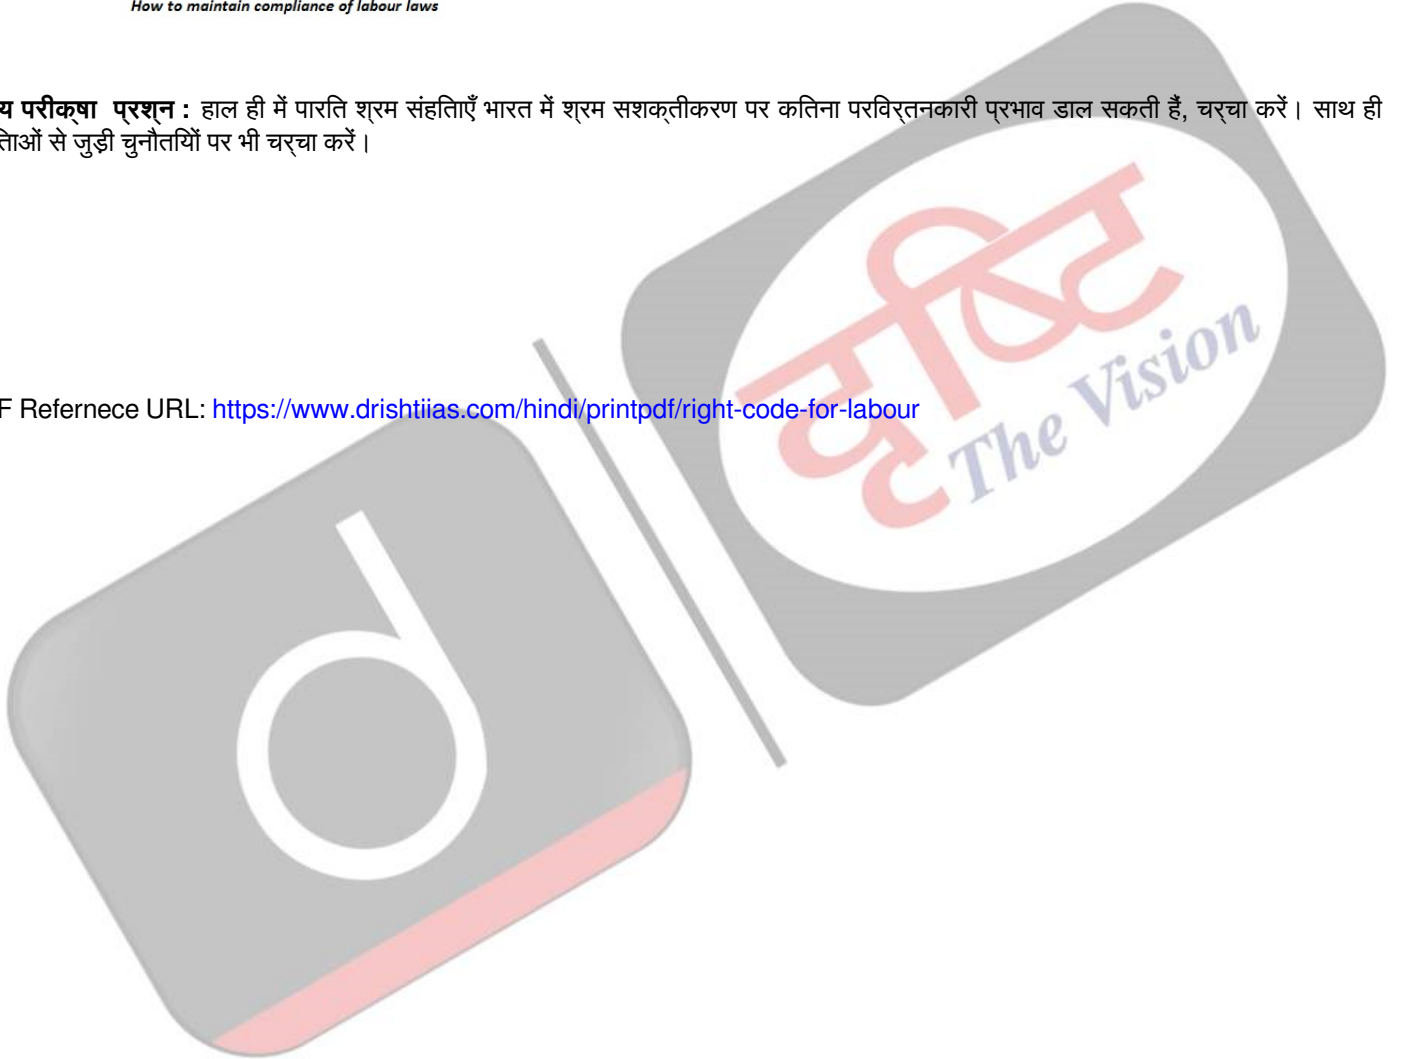 How to maintain compliance of labour laws
य परीक्षा प्रश्न : हाल ही में पारित श्रम संहिताएँ भारत में श्रम सशक्तीकरण पर कितना परिवर्तनकारी प्रभाव डाल सकती हैं, चर्चा करें। साथ ही
ताओं से जुड़ी चुनौतियों पर भी चर्चा करें।
दृष्टि
The Vision
F Refernece URL: https://www.drishtiias.com/hindi/printpdf/right-code-for-labour
d